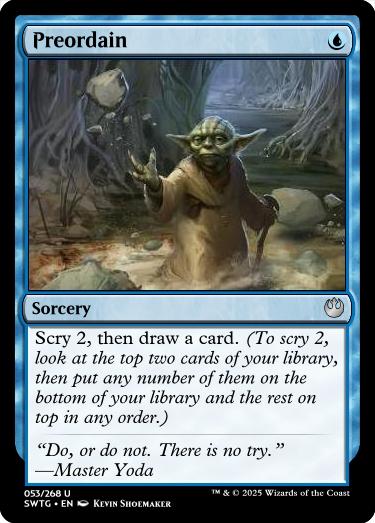 Preordain
Sorcery
Scry 2, then draw a card. (To scry 2,
look at the top two cards of your library,
then put any number of them on the
bottom of your library and the rest on
top in any order.)
“Do, or do not. There is no try.”
—Master Yoda
053/268 U
SWTG • EN Kevin Shoemaker
™ & © 2025 Wizards of the Coast